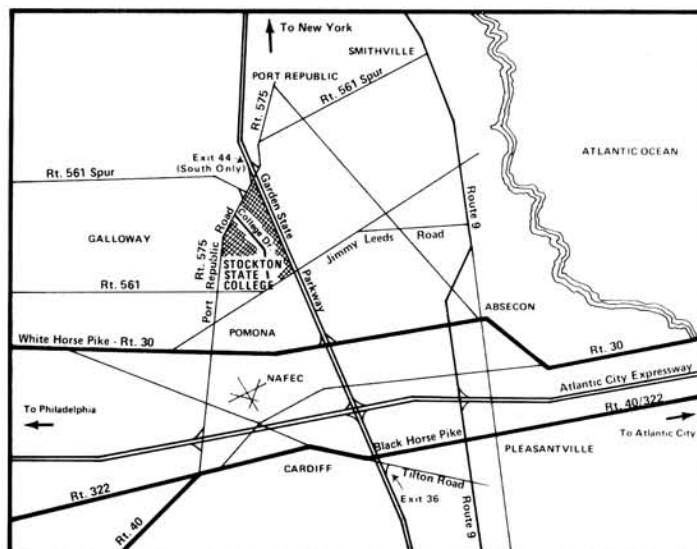 To New York
SMITHVILLE
PORT REPUBLIC
Rt. 575
Rt. 561 Spur
Exit 44
(South Only)
Rt. 561 Spur
ATLANTIC OCEAN
Garden State
Parkway
College Dr.
Route 9
GALLOWAY
Rt. 575
Port Republic Road
Jimmy Leeds Road
STOCKTON
STATE
COLLEGE
Rt. 561
ABSECON
POMONA
White Horse Pike - Rt. 30
Rt. 30
NAFEC
Atlantic City Expressway
Rt. 40/322
To Philadelphia
Black Horse Pike
To Atlantic City
PLEASANTVILLE
CARDIFF
Tilton Road
Rt. 322
Exit 36
Route 9
Rt. 40